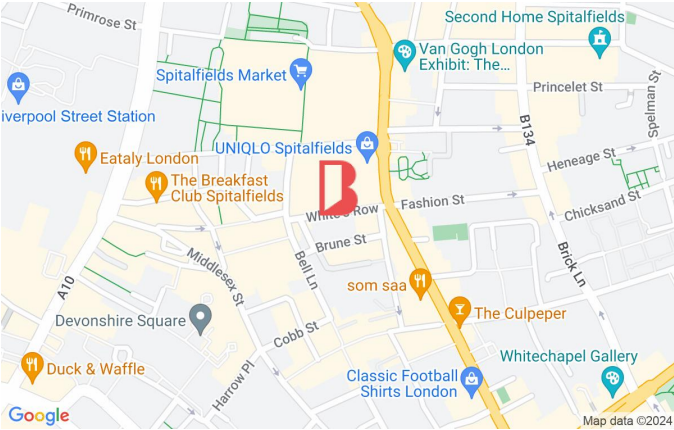 Primrose St
Second Home Spitalfields
Van Gogh London
Exhibit: The...
Spitalfields Market
Princelet St
Spelman St
iverpool Street Station
B134
UNIQLO Spitalfields
Eataly London
Heneage St
The Breakfast
Club Spitalfields
B
Fashion St
Chicksand St
White's Row
Brune St
Middlesex St
Bell Ln
Brick Ln
A10
som saa
Devonshire Square
Cobb St
The Culpeper
Duck & Waffle
Harrow Pl
Classic Football
Shirts London
Whitechapel Gallery
Google
Map data ©2024